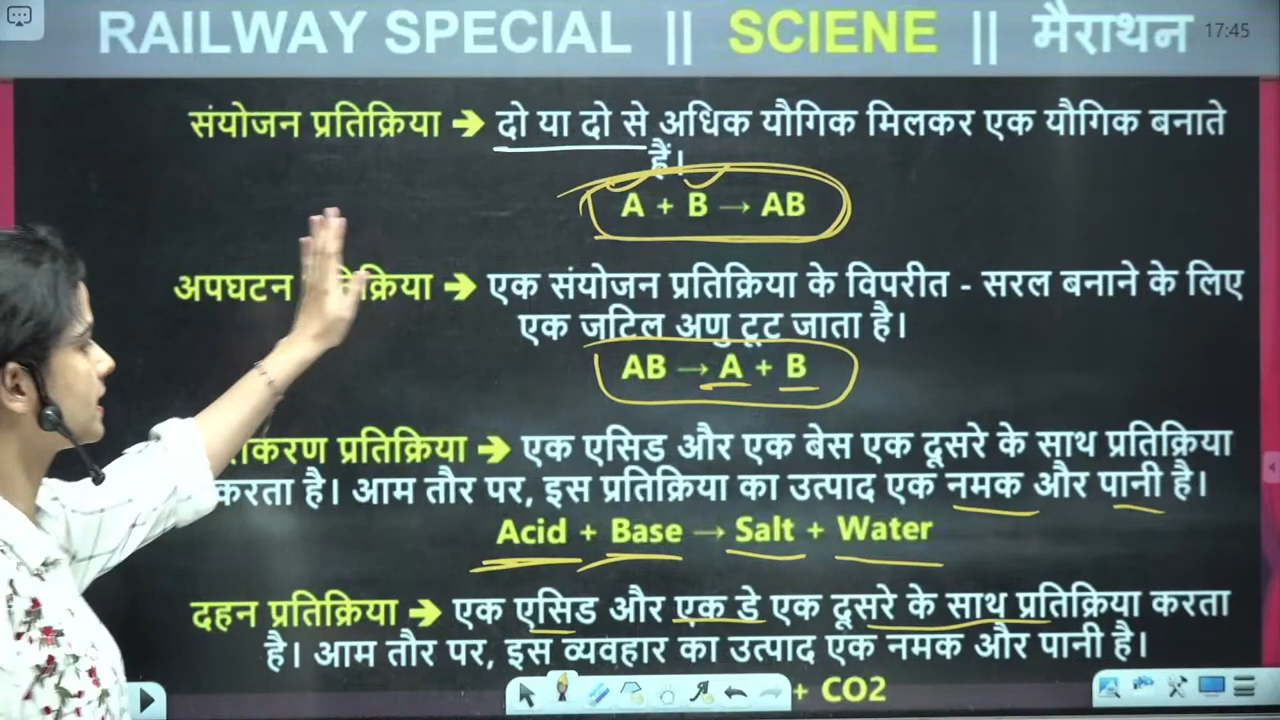 RAILWAY SPECIAL || SCIENE || मैराथन 17:45
संयोजन प्रतिक्रिया ➔ दो या दो से अधिक यौगिक मिलकर एक यौगिक बनाते
हैं।
A + B → AB
अपघटन ➔ एक संयोजन प्रतिक्रिया के विपरीत - सरल बनाने के लिए
एक जटिल अणु टूट जाता है।
AB → A + B
प्रतिक्रिया ➔ एक एसिड और एक बेस एक दूसरे के साथ प्रतिक्रिया
करता है। आम तौर पर, इस प्रतिक्रिया का उत्पाद एक नमक और पानी है।
Acid + Base → Salt + Water
दहन प्रतिक्रिया ➔ एक एसिड और एक डे एक दूसरे के साथ प्रतिक्रिया करता
है। आम तौर पर, इस व्यवहार का उत्पाद एक नमक और पानी है।
+ CO2